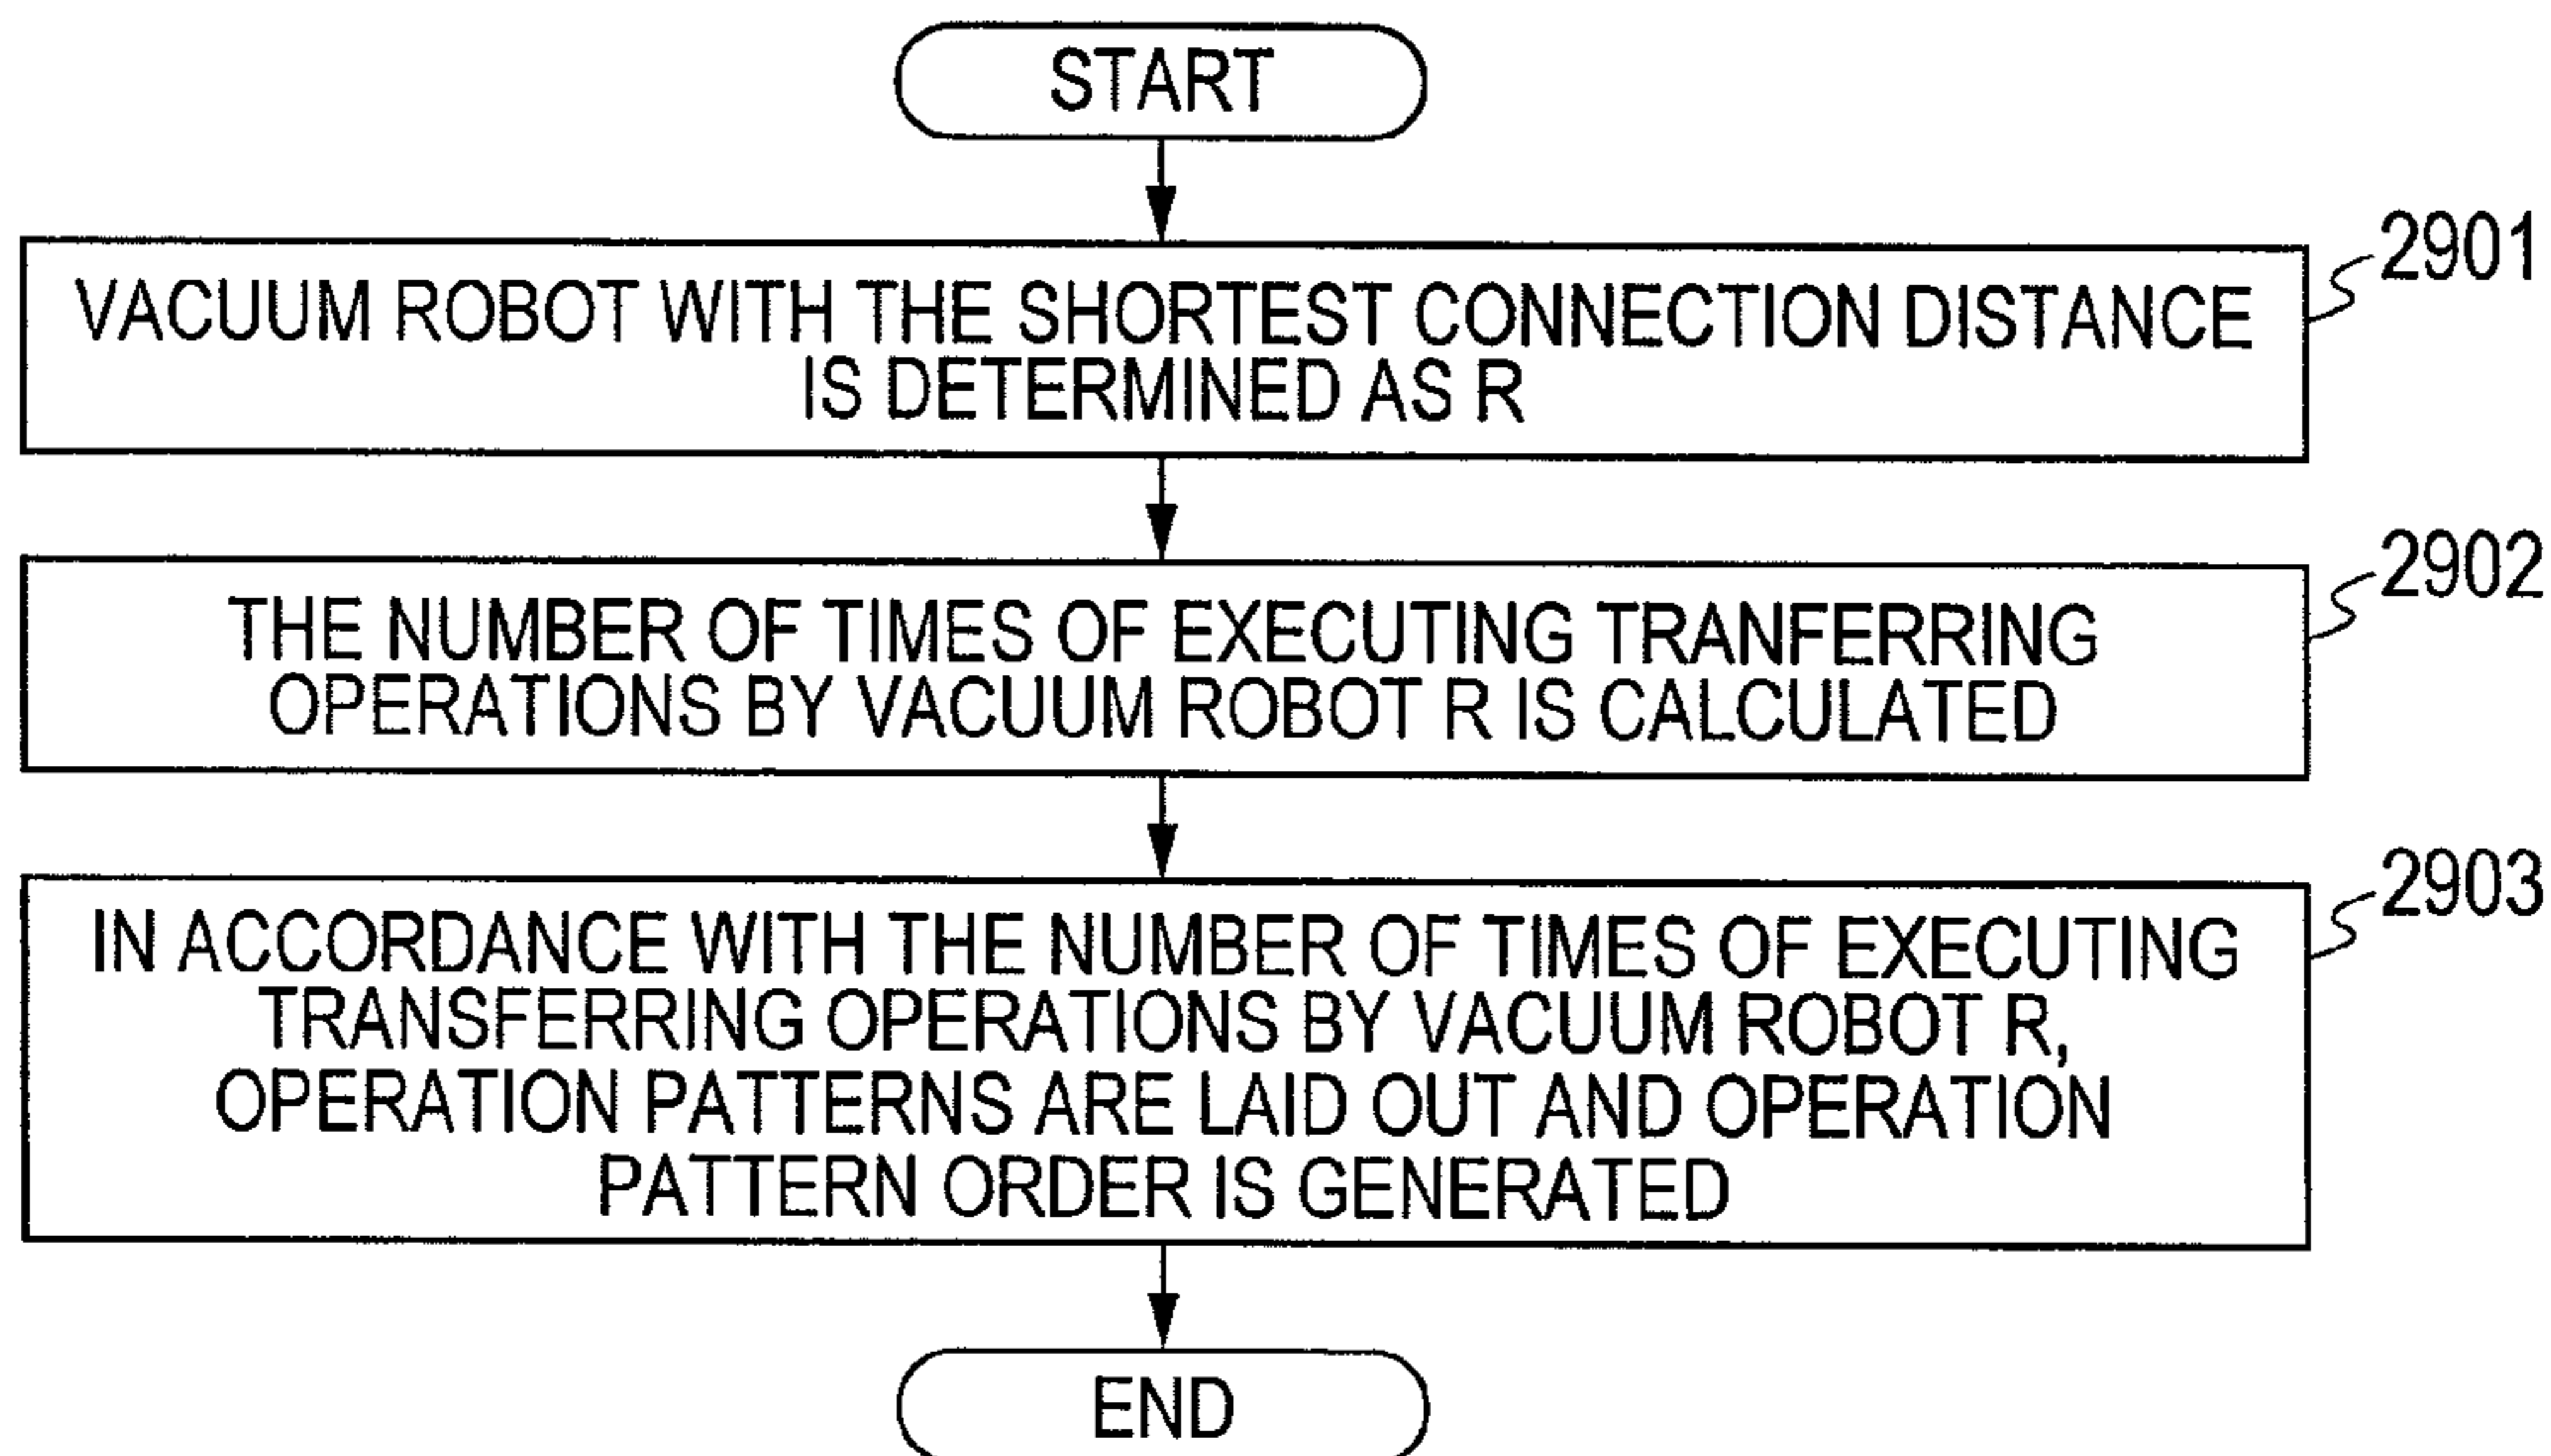 START
2901
VACUUM ROBOT WITH THE SHORTEST CONNECTION DISTANCE
IS DETERMINED AS R
2902
THE NUMBER OF TIMES OF EXECUTING TRANFERRING
OPERATIONS BY VACUUM ROBOT R IS CALCULATED
2903
IN ACCORDANCE WITH THE NUMBER OF TIMES OF EXECUTING
TRANSFERRING OPERATIONS BY VACUUM ROBOT R,
OPERATION PATTERNS ARE LAID OUT AND OPERATION
PATTERN ORDER IS GENERATED
END